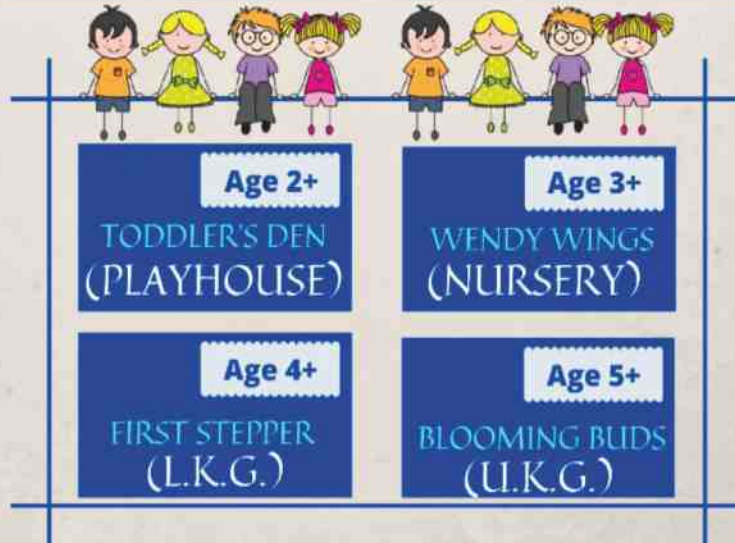 Age 2+
TODDLER'S DEN
(PLAYHOUSE)
Age 3+
WENDY WINGS
(NURSERY)
Age 4+
FIRST STEPPER
(L.K.G.)
Age 5+
BLOOMING BUDS
(U.K.G.)